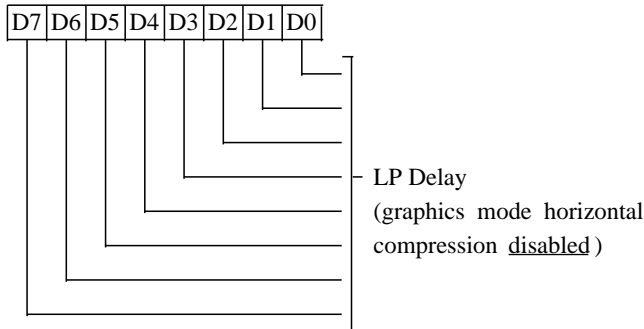 D7 D6 D5 D4 D3 D2 D1 D0
LP Delay
(graphics mode horizontal
compression disabled )